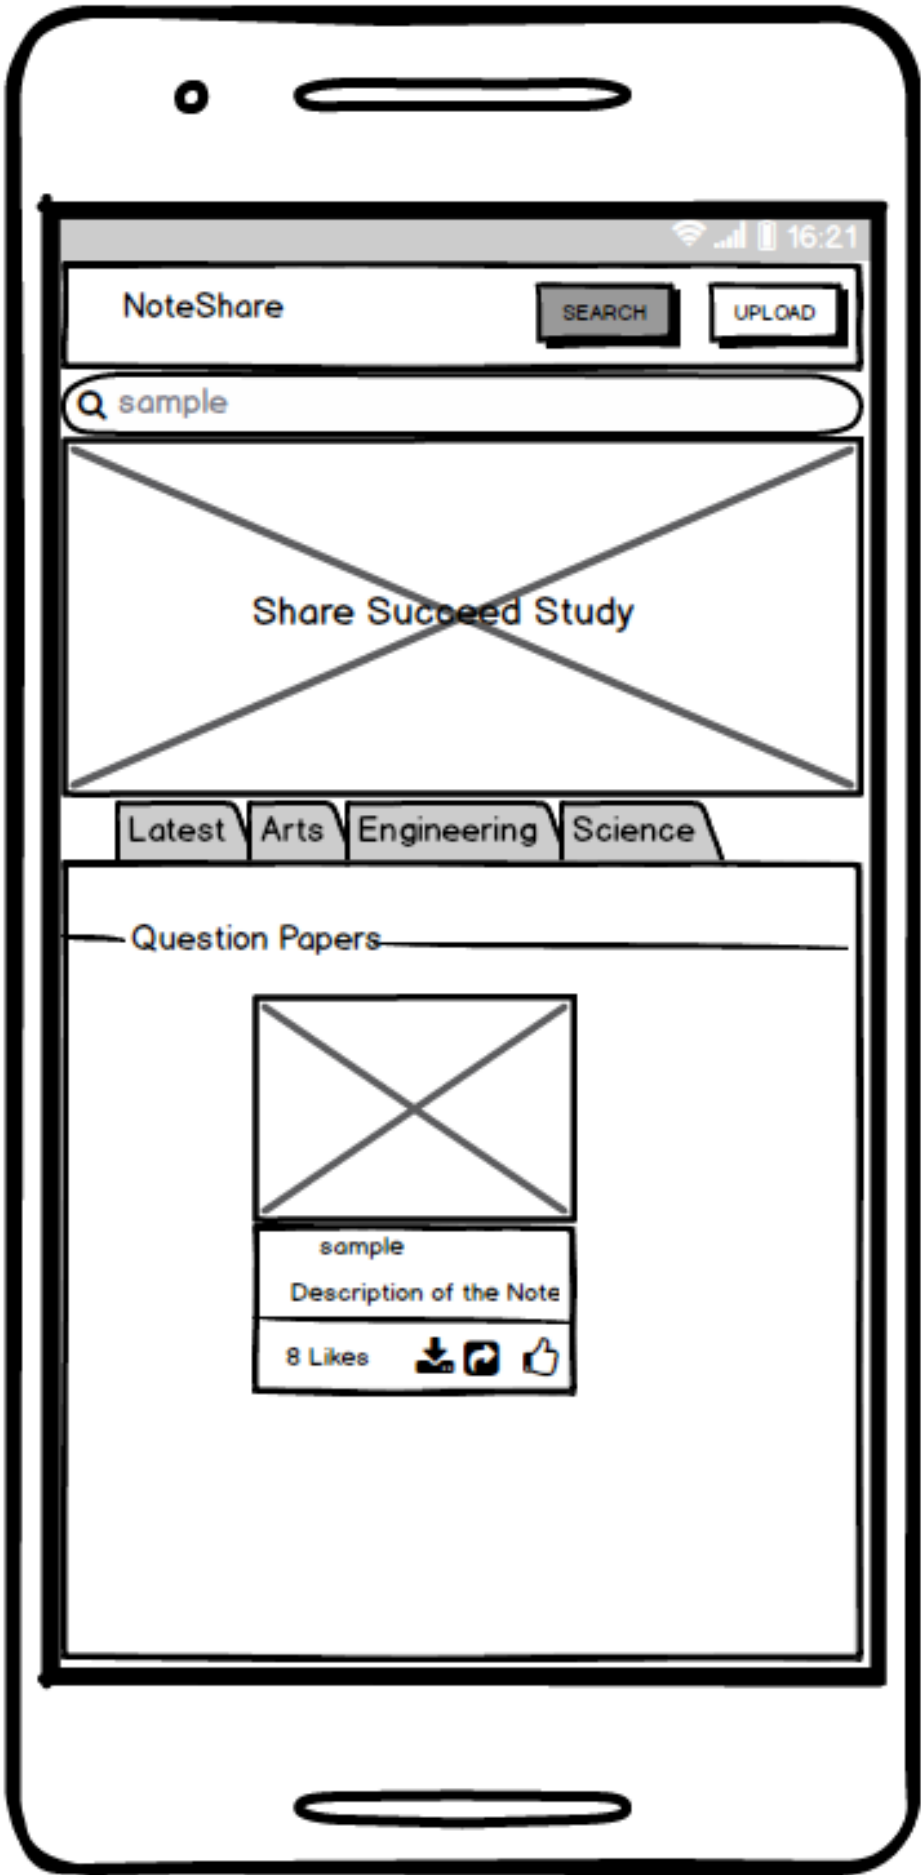 16:21
NoteShare SEARCH UPLOAD
sample
Share Succeed Study
Latest Arts Engineering Science
Question Papers
sample
Description of the Note
8 Likes